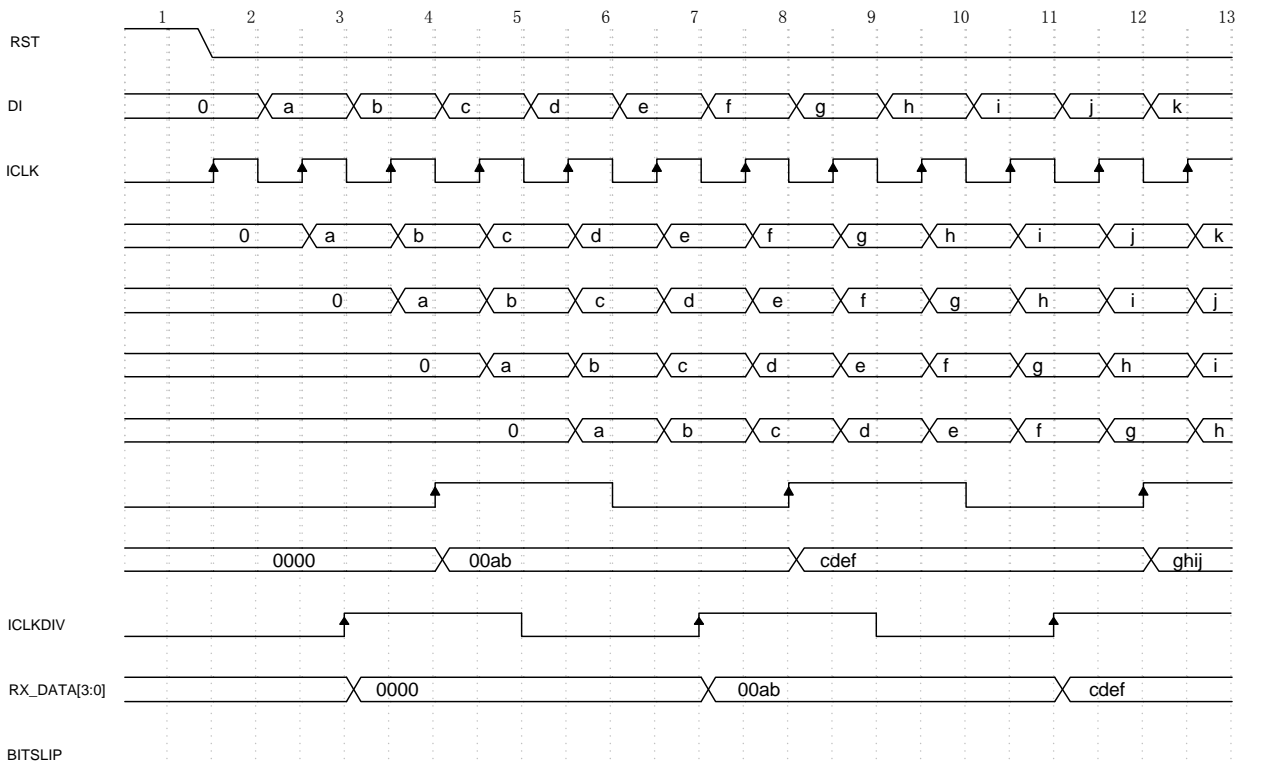 1 2 3 4 5 6 7 8 9 10 11 12 13
RST
DI 0 a b c d e f g h i j k
ICLK
0 a b c d e f g h i j k
0 a b c d e f g h i j
0 a b c d e f g h i
0 a b c d e f g h
0000 00ab cdef ghij
ICLKDIV
RX_DATA[3:0] 0000 00ab cdef
BITSLIP